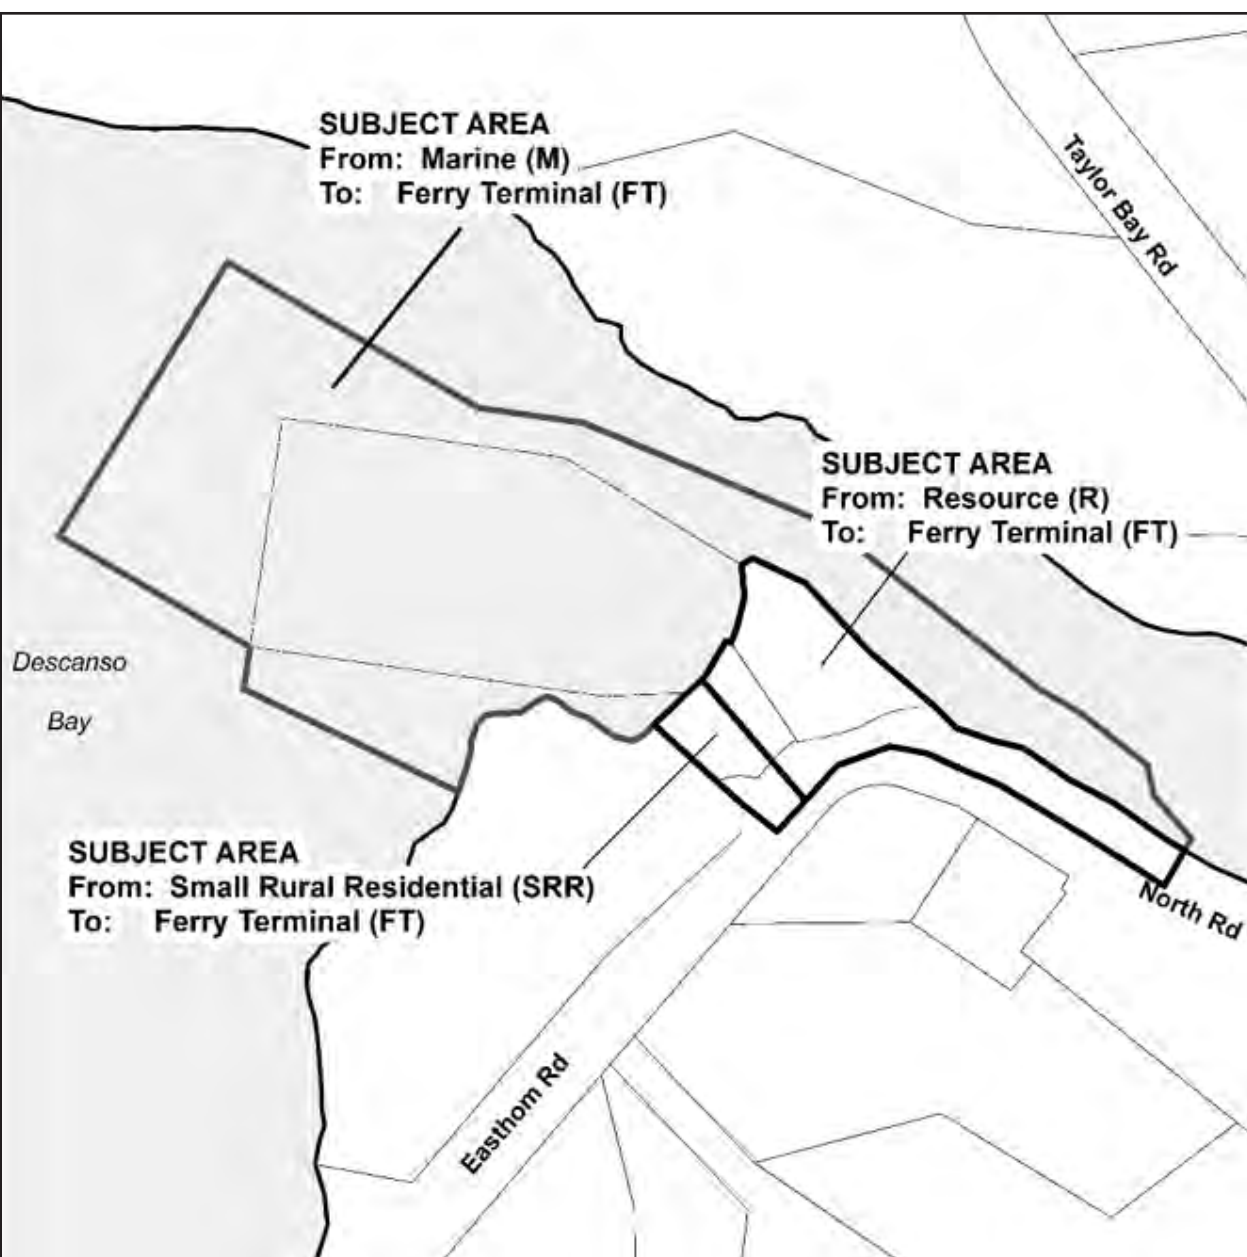 SUBJECT AREA
From: Marine (M)
To: Ferry Terminal (FT)
Taylor Bay Rd
SUBJECT AREA
From: Resource (R)
To: Ferry Terminal (FT)
Descanso
Bay
SUBJECT AREA
From: Small Rural Residential (SRR)
To: Ferry Terminal (FT)
North Rd
Easthom Rd